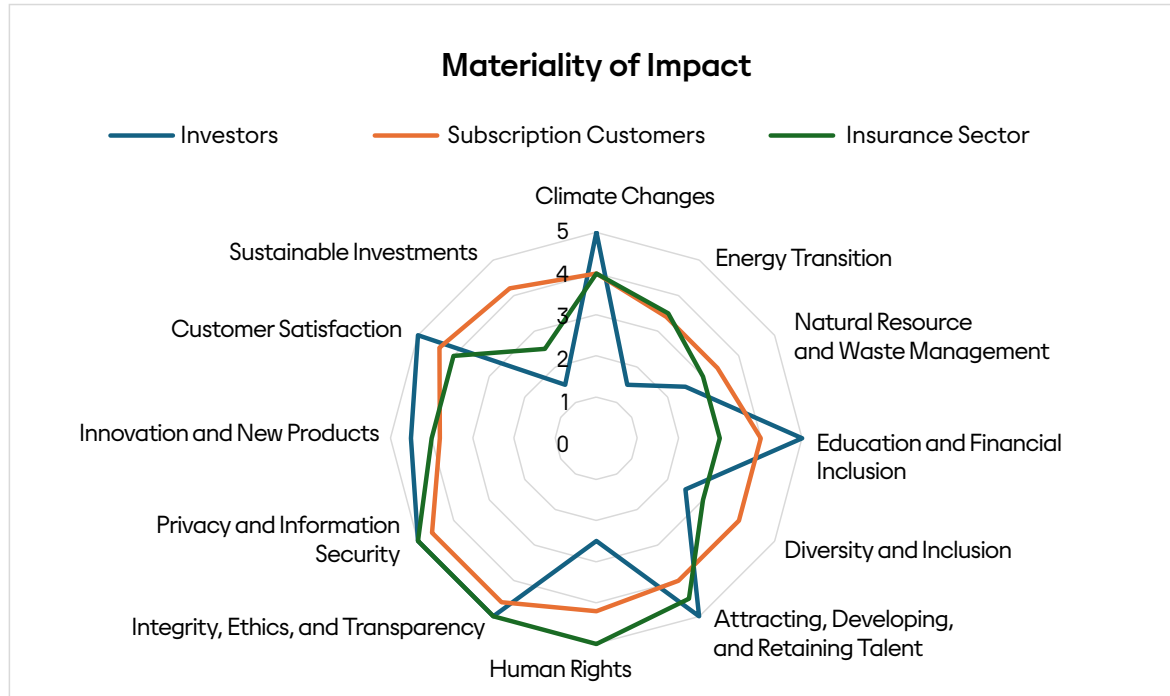 Materiality of Impact
Investors
Subscription Customers
Insurance Sector
Climate Changes
Energy Transition
Natural Resource
and Waste Management
Education and Financial
Inclusion
Diversity and Inclusion
Attracting, Developing,
and Retaining Talent
Human Rights
Integrity, Ethics, and Transparency
Privacy and Information
Security
Innovation and New Products
Customer Satisfaction
Sustainable Investments
5
4
3
2
1
0